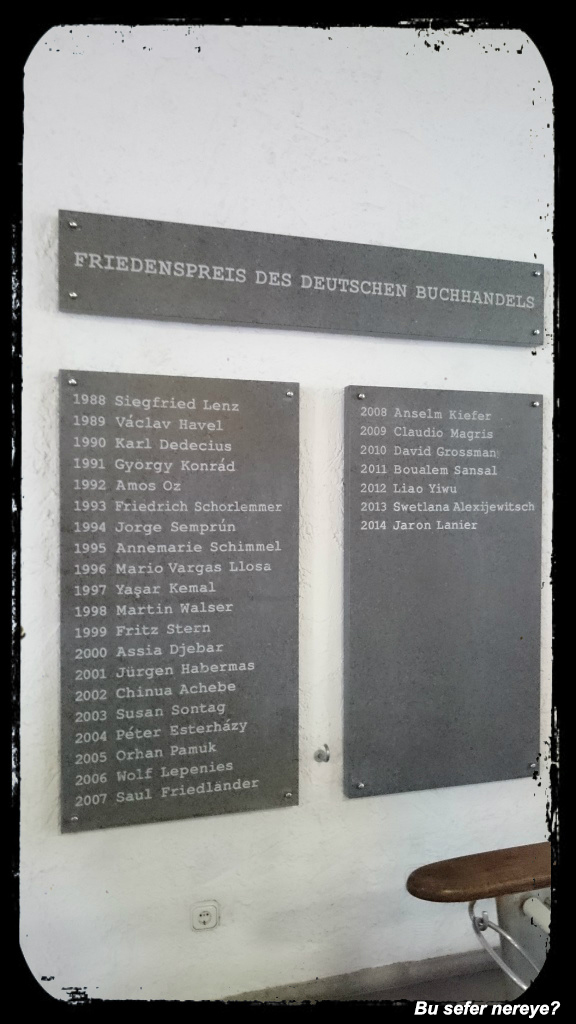 FRIEDENSPREIS DES DEUTSCHEN BUCHHANDELS
1988 Siegfried Lenz
1989 Václav Havel
1990 Karl Dedecius
1991 György Konrád
1992 Amos Oz
1993 Friedrich Schorlemmer
1994 Jorge Semprún
1995 Annemarie Schimmel
1996 Mario Vargas Llosa
1997 Yaşar Kemal
1998 Martin Walser
1999 Fritz Stern
2000 Assia Djebar
2001 Jürgen Habermas
2002 Chinua Achebe
2003 Susan Sontag
2004 Péter Esterházy
2005 Orhan Pamuk
2006 Wolf Lepenies
2007 Saul Friedländer
2008 Anselm Kiefer
2009 Claudio Magris
2010 David Grossman
2011 Boualem Sansal
2012 Liao Yiwu
2013 Swetlana Alexijewitsch
2014 Jaron Lanier
Bu sefer nereye?